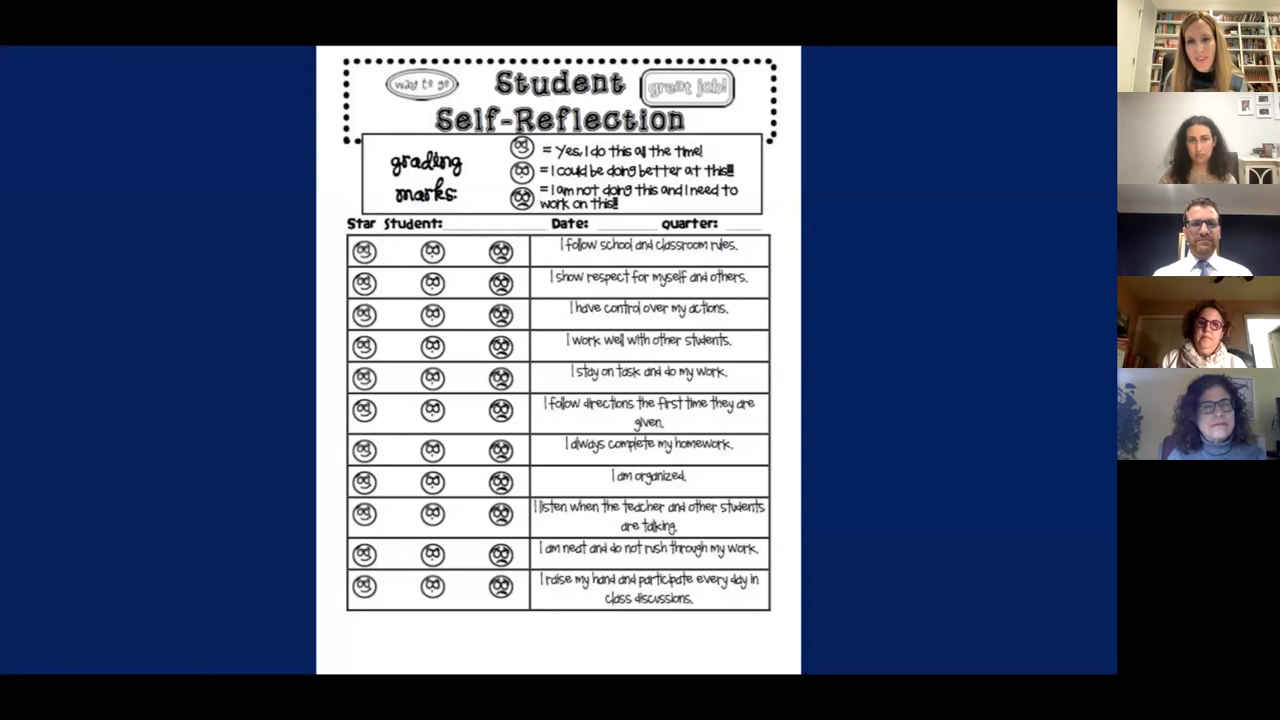 way to go
Student
great job!
Self-Reflection
grading
marks:
= Yes, I do this all the time!
= I could be doing better at this!!!
= I am not doing this and I need to
work on this!!
Star Student: Date: quarter:
I follow school and classroom rules.
I show respect for myself and others.
I have control over my actions.
I work well with other students.
I stay on task and do my work.
I follow directions the first time they are
given.
I always complete my homework.
I am organized.
I listen when the teacher and other students
are talking.
I am neat and do not rush through my work.
I raise my hand and participate every day in
class discussions.